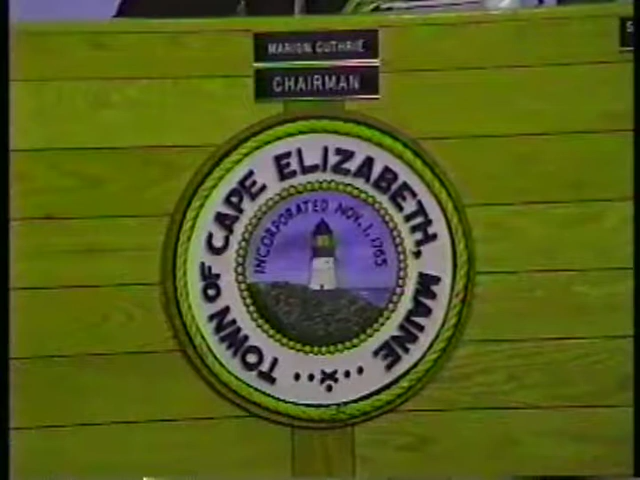 MARION GUTHRIE
CHAIRMAN
TOWN OF CAPE ELIZABETH, MAINE
INCORPORATED NOV. 1, 1765
S